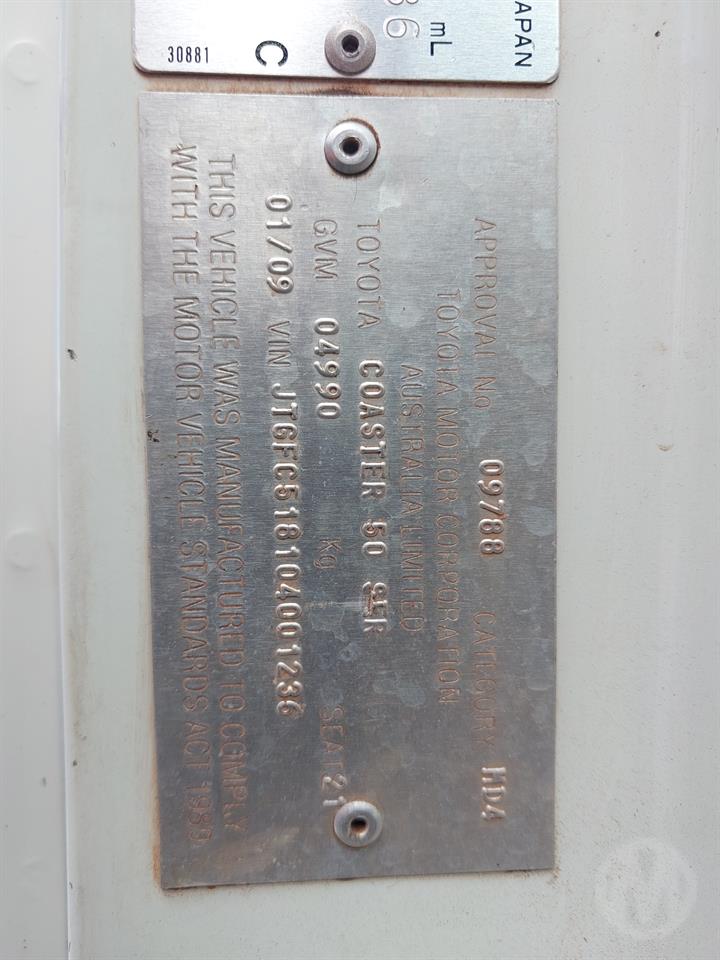 APAN
mL
36
C
30881
APPROVAL No 09788 CATEGORY MD4
TOYOTA MOTOR CORPORATION
AUSTRALIA LIMITED
TOYOTA COASTER 50 SER
GVM 04990 Kg SEAT 21
01/09 VIN JTGFC518104001236
THIS VEHICLE WAS MANUFACTURED TO COMPLY
WITH THE MOTOR VEHICLE STANDARDS ACT 1989